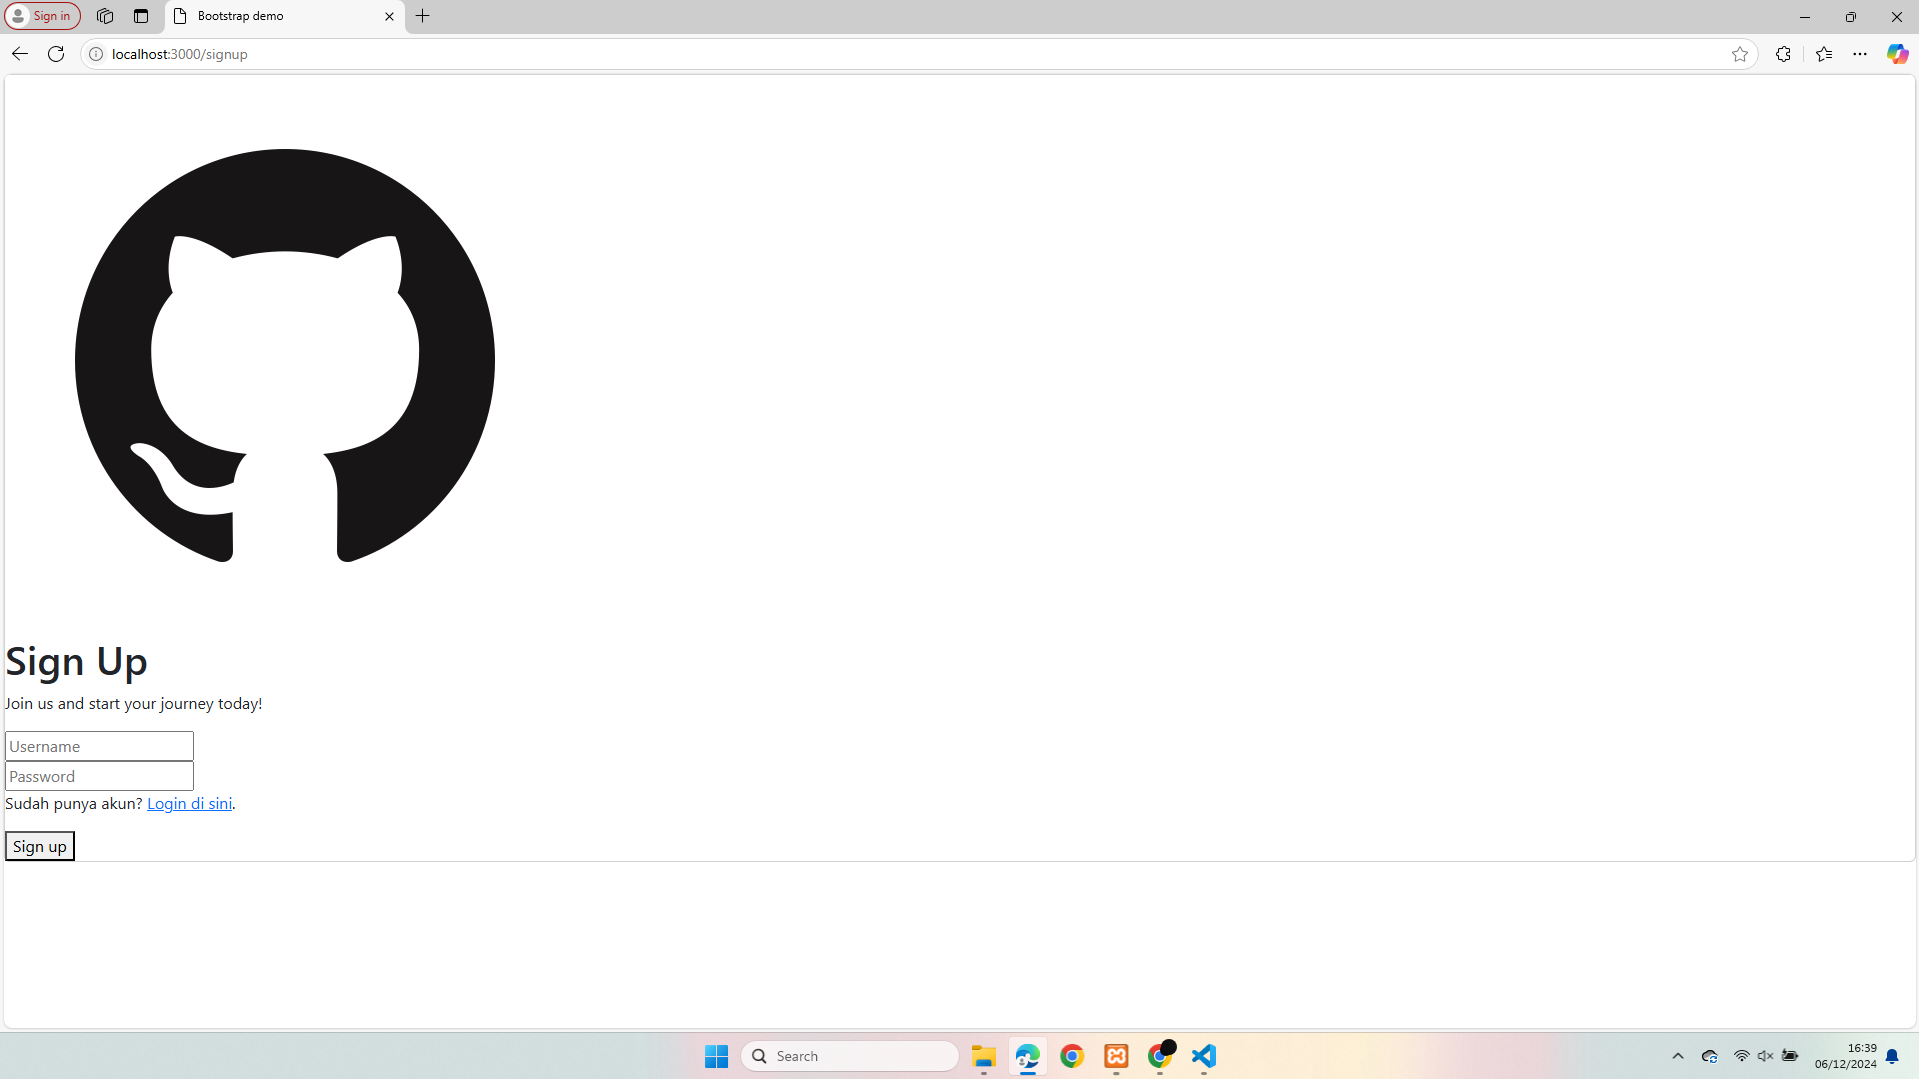 Sign in
Bootstrap demo
localhost:3000/signup
Sign Up
Join us and start your journey today!
Username
Password
Sudah punya akun? Login di sini.
Sign up
Search
16:39
06/12/2024